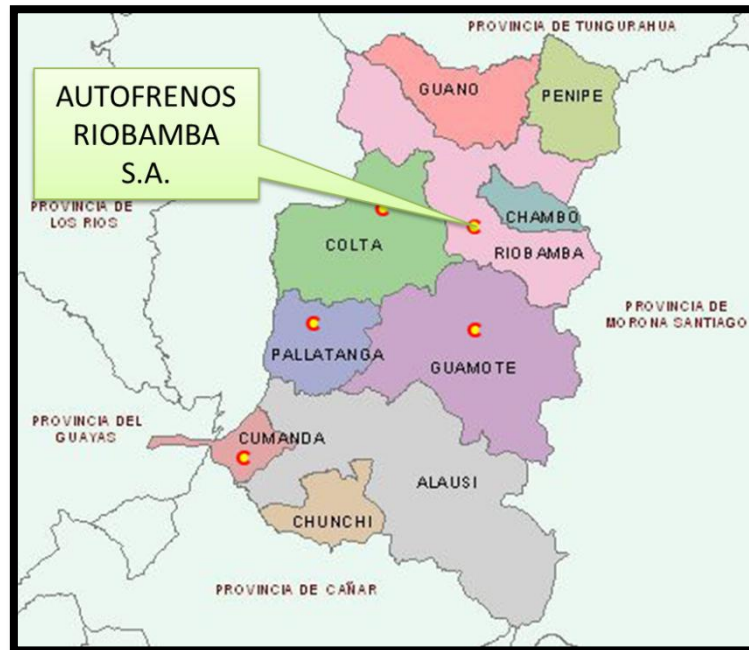 PROVINCIA DE TUNGURAHUA
GUANO
PENIPE
AUTOFRENOS
RIOBAMBA
S.A.
PROVINCIA DE
LOS RIOS
C
C
CHAMBO
COLTA
RIOBAMBA
PROVINCIA DE
MORONA SANTIAGO
C
C
PALLATANGA
GUAMOTE
PROVINCIA DEL
GUAYAS
CUMANDA
C
ALAUSI
CHUNCHI
PROVINCIA DE CAÑAR